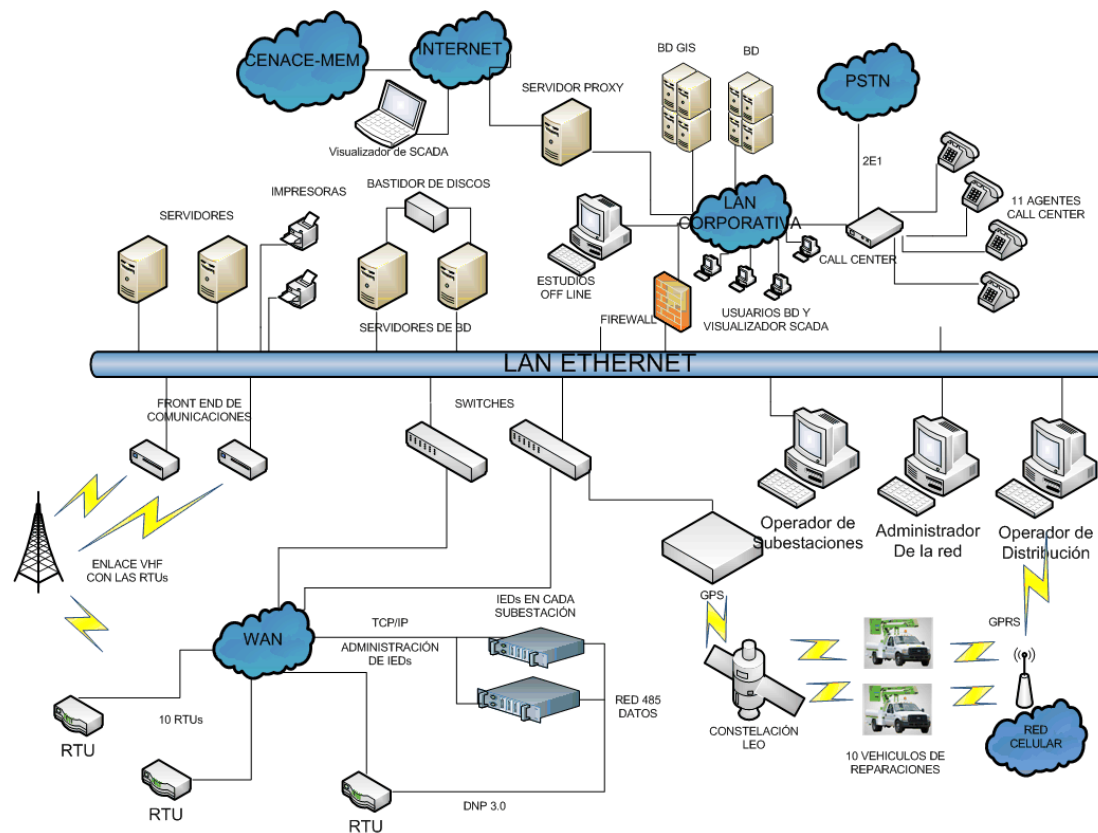 CENACE-MEM
INTERNET
BD GIS
BD
PSTN
SERVIDOR PROXY
Visualizador de SCADA
2E1
IMPRESORAS
BASTIDOR DE DISCOS
LAN
CORPORATIVA
11 AGENTES
CALL CENTER
SERVIDORES
CALL CENTER
ESTUDIOS
OFF LINE
USUARIOS BD Y
VISUALIZADOR SCADA
FIREWALL
SERVIDORES DE BD
LAN ETHERNET
FRONT END DE
COMUNICACIONES
SWITCHES
Operador de
Subestaciones
Administrador
De la red
Operador de
Distribución
ENLACE VHF
CON LAS RTUs
GPS
IEDs EN CADA
SUBESTACIÓN
GPRS
WAN
TCP/IP
ADMINISTRACIÓN
DE IEDs
RED 485
DATOS
10 RTUs
RTU
RTU
RTU
DNP 3.0
CONSTELACIÓN
LEO
10 VEHICULOS DE
REPARACIONES
RED
CELULAR